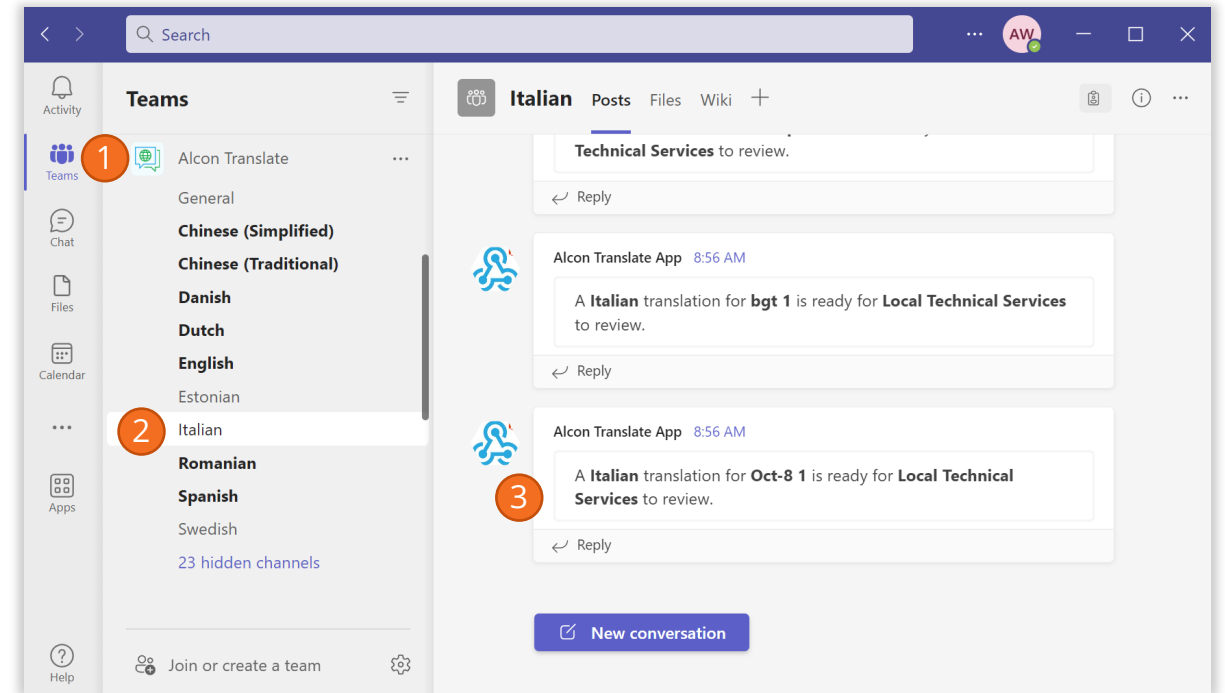 Search
AW
Activity
Teams
Chat
Files
Calendar
Apps
Help
Teams
1
Alcon Translate
General
Chinese (Simplified)
Chinese (Traditional)
Danish
Dutch
English
Estonian
2
Italian
Romanian
Spanish
Swedish
23 hidden channels
Join or create a team
Italian Posts Files Wiki
Technical Services to review.
Reply
Alcon Translate App 8:56 AM
A Italian translation for bgt 1 is ready for Local Technical Services
to review.
Reply
Alcon Translate App 8:56 AM
A Italian translation for Oct-8 1 is ready for Local Technical
3
Services to review.
Reply
New conversation